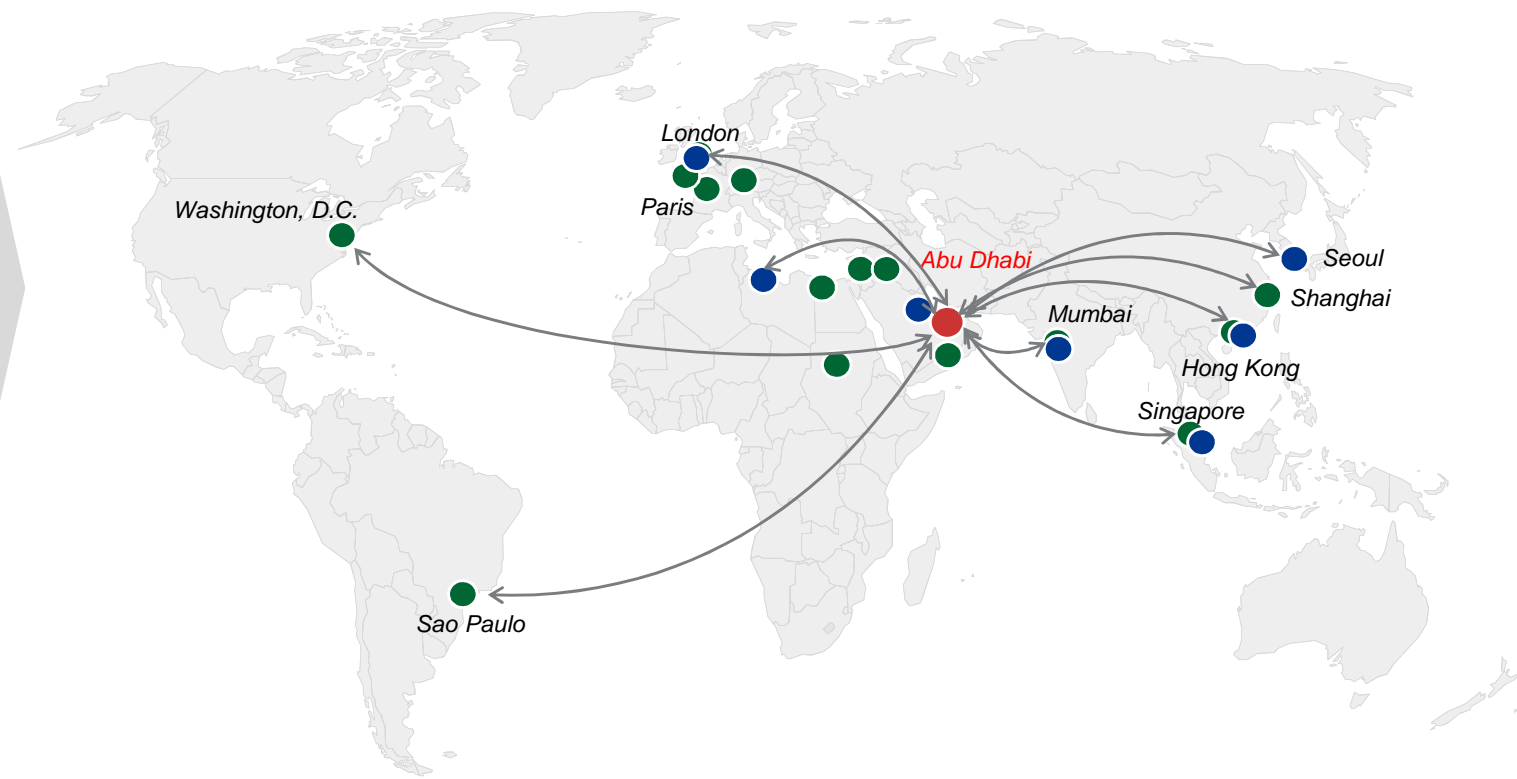 London
Washington, D.C.
Paris
Abu Dhabi
Seoul
Shanghai
Mumbai
Hong Kong
Singapore
Sao Paulo